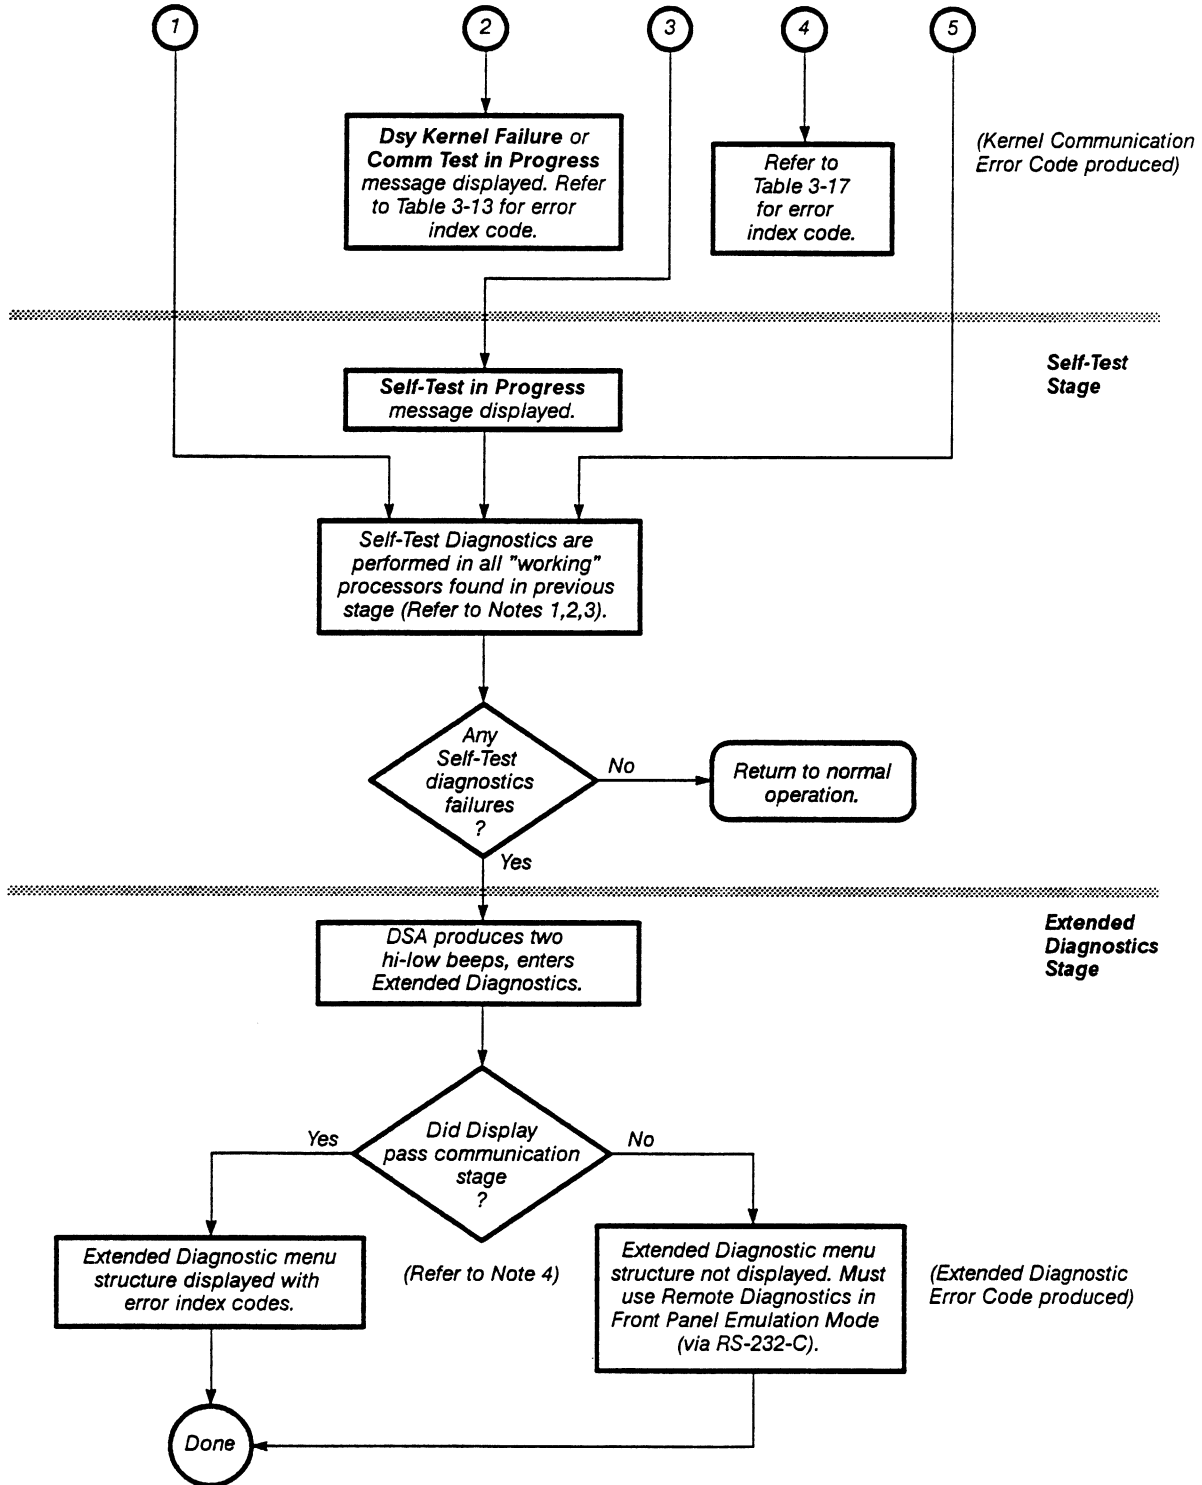 1
2
3
4
5
Dsy Kernel Failure or
Comm Test in Progress
message displayed. Refer
to Table 3-13 for error
index code.
Refer to
Table 3-17
for error
index code.
(Kernel Communication
Error Code produced)
Self-Test
Stage
Self-Test in Progress
message displayed.
Self-Test Diagnostics are
performed in all "working"
processors found in previous
stage (Refer to Notes 1,2,3).
Any
Self-Test
diagnostics
failures
?
No
Return to normal
operation.
Yes
Extended
Diagnostics
Stage
DSA produces two
hi-low beeps, enters
Extended Diagnostics.
Did Display
pass communication
stage
?
Yes
No
Extended Diagnostic menu
structure displayed with
error index codes.
(Refer to Note 4)
Extended Diagnostic menu
structure not displayed. Must
use Remote Diagnostics in
Front Panel Emulation Mode
(via RS-232-C).
(Extended Diagnostic
Error Code produced)
Done